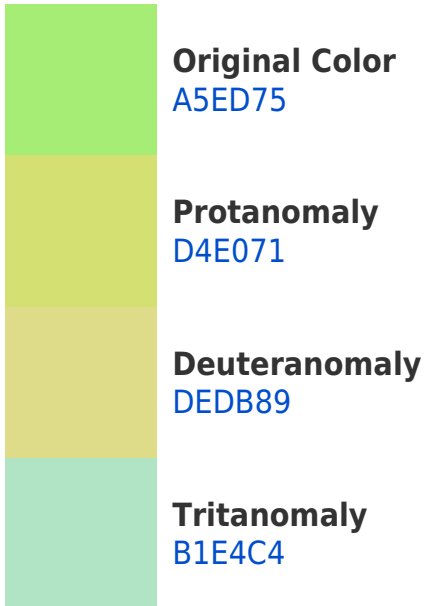 Original Color
A5ED75
Protanomaly
D4E071
Deuteranomaly
DEDB89
Tritanomaly
B1E4C4